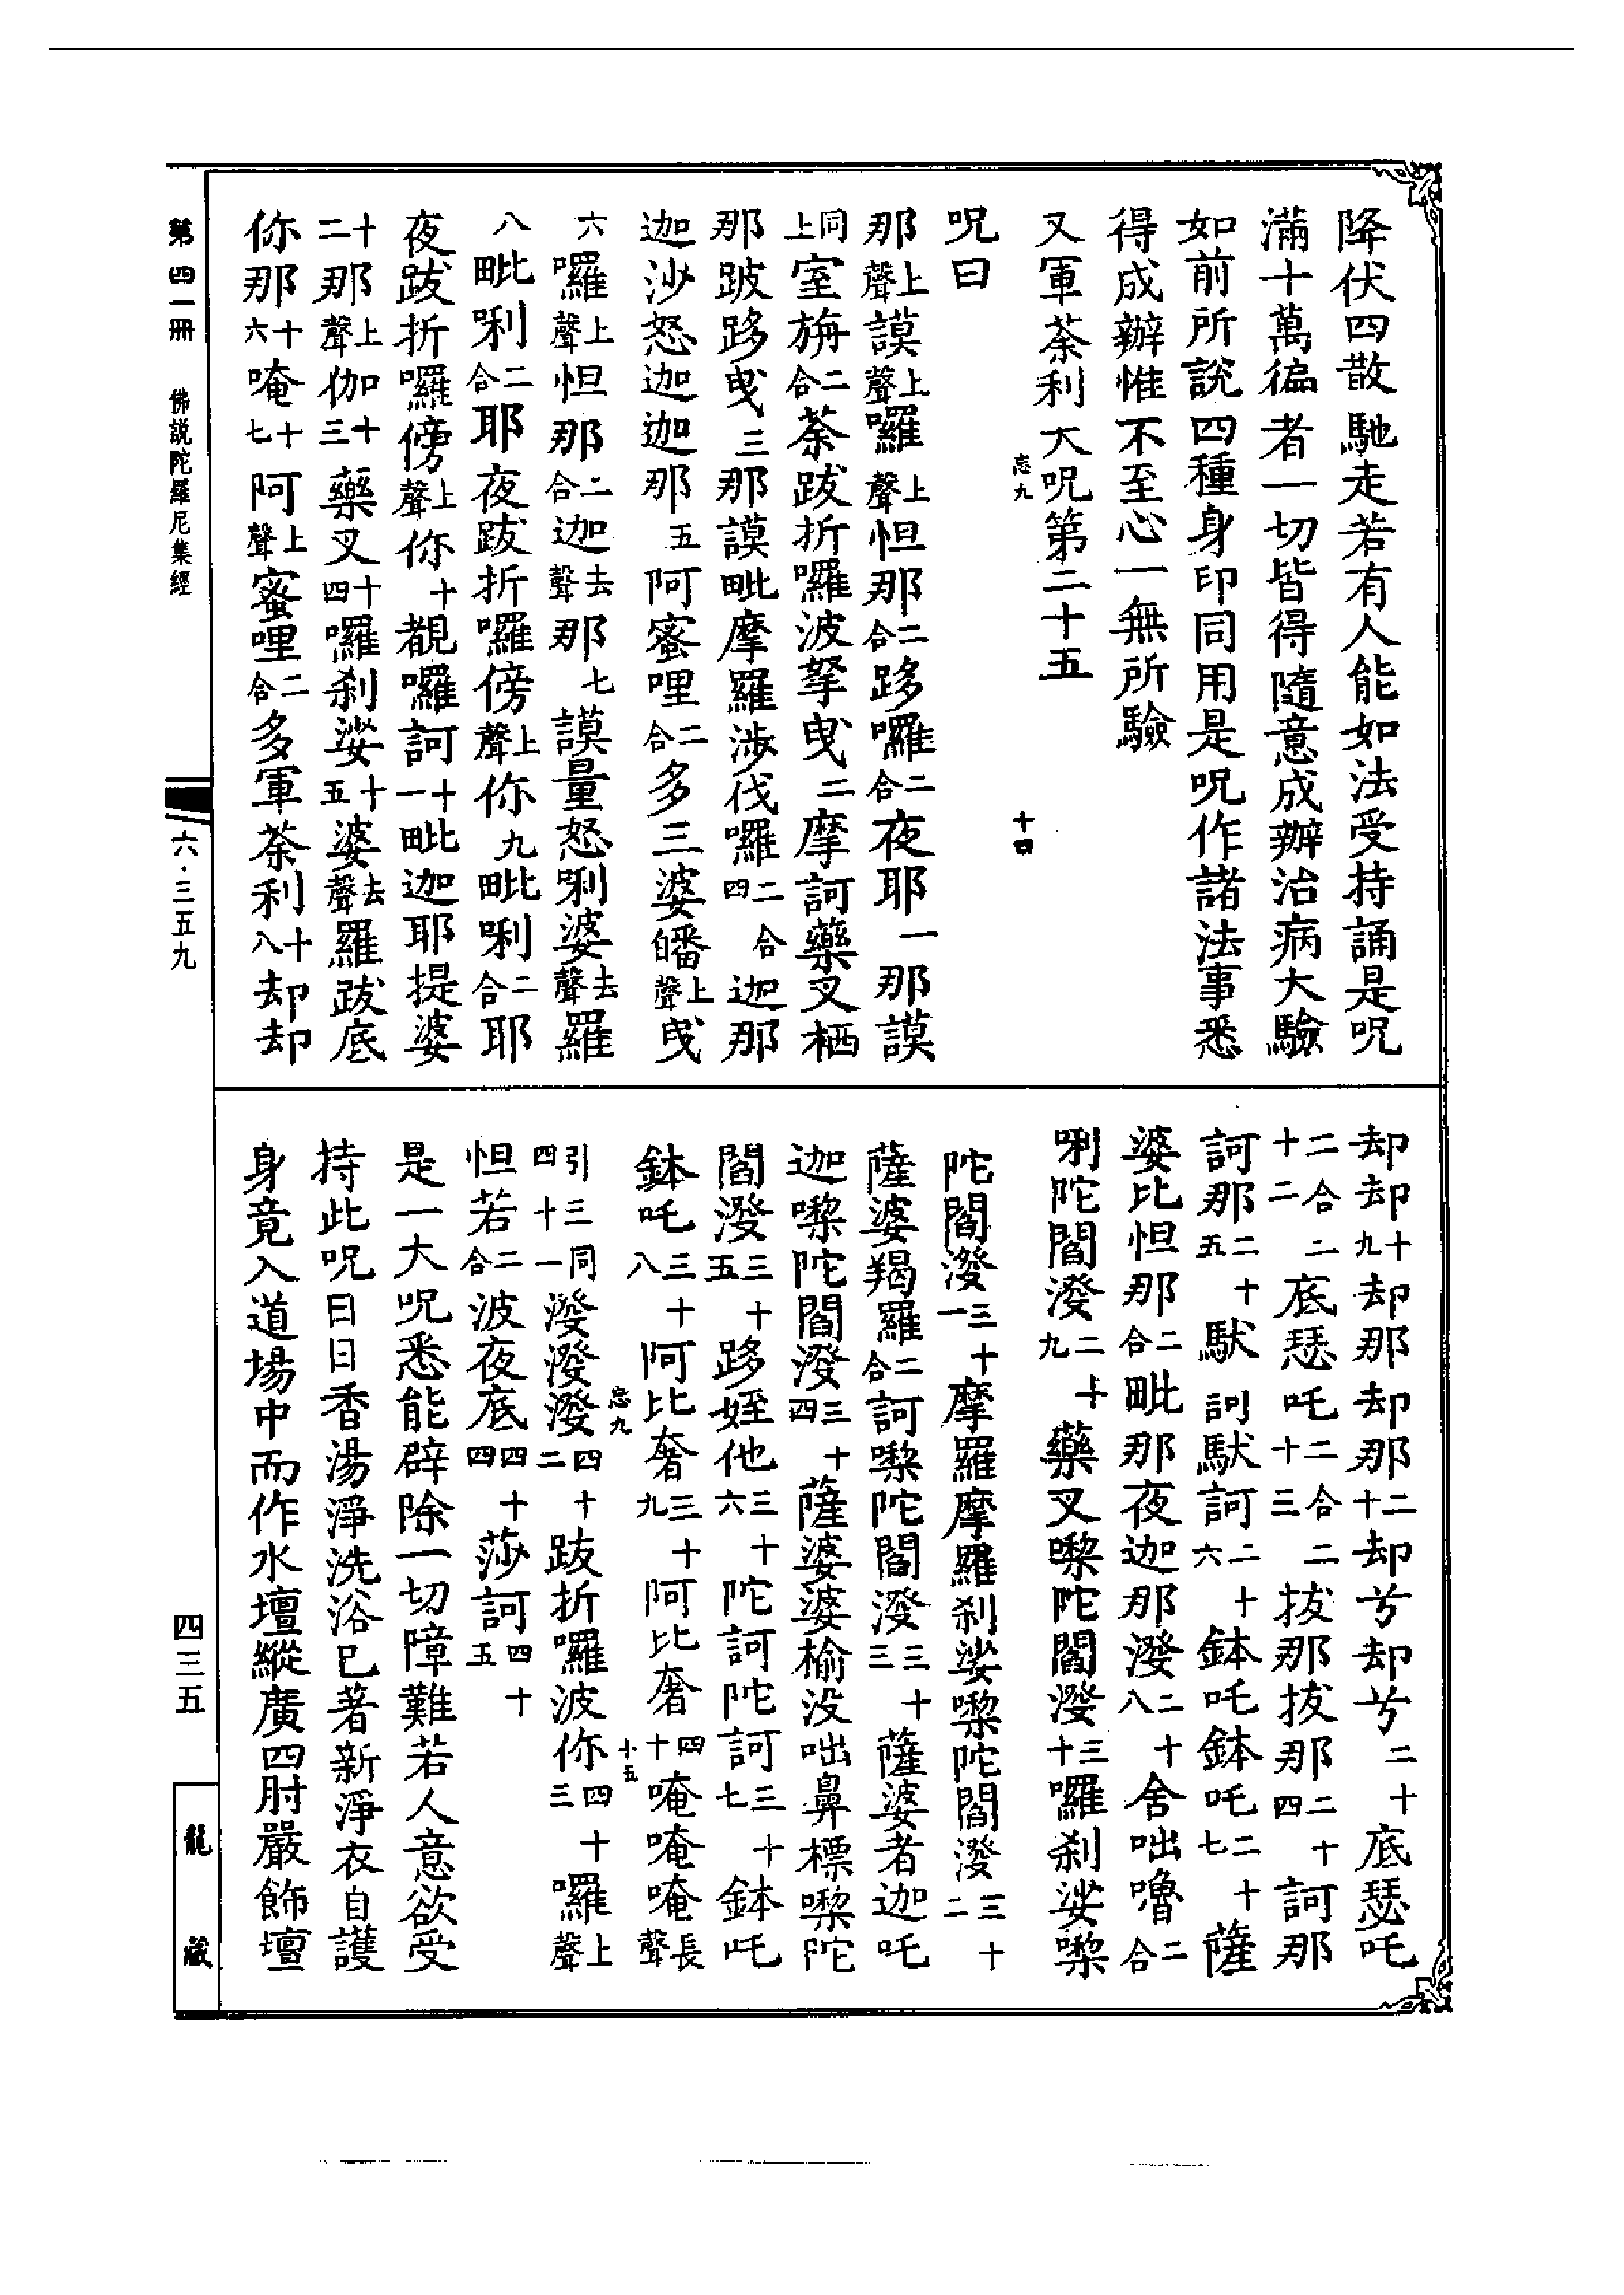 降伏四散馳走若有人能如法受持誦是呪
滿十萬徧者一切皆得隨意成辦治病大驗
如前所說四種身印同用是呪作諸法事悉
得成辦惟不至心一無所驗
又軍荼利大呪第二十五
忘九
十四
呪曰
那上聲謨上聲囉上聲怛那二合跢囉二合夜耶一那謨
同上室旃二合荼跋折囉波拏曳二摩訶藥叉栖
那跛跢曳三那謨毗摩羅涉伐囉二合四迦那
迦沙怒迦迦那五阿蜜哩二合多三婆皤上聲曳
六囉上聲怛那二合迦去聲那七謨量怒唎婆去聲羅
八毗唎二合耶夜跋折囉傍上聲你九毗唎二合耶
夜跋折囉傍上聲你十覩囉訶十一毗迦耶提婆
十二那上聲伽十三藥叉十四囉刹娑十五婆去聲羅跋底
你那十六唵十七阿上聲蜜哩二合多軍荼利十八却却
却却十九却那却那二十却兮却兮二十底瑟吒
二合二十二底瑟吒二合二十三拔那拔那二十四訶那
訶那二十五馱訶馱訶二十六鉢吒鉢吒二十七薩
婆比怛那二合毗那夜迦那潑二十八舍咄嚕二合
唎陀閻潑二十九藥叉㗚陀閻潑三十囉刹娑㗚
陀閻潑三十一摩羅摩羅刹娑㗚陀閻潑三十二
薩婆羯羅二合訶㗚陀閻潑三十三薩婆者迦吒
迦㗚陀閻潑三十四薩婆婆榆没咄鼻標㗚陀
閻潑三十五跢姪他三十六陀訶陀訶三十七鉢吒
鉢吒三十八阿比奢三十九阿比奢四十唵唵唵長聲
忘九
十五
引三同四十一潑潑潑四十二跋折囉波你四十三囉上聲
怛若二合波夜底四十四莎訶四十五
是一大呪悉能辟除一切障難若人意欲受
持此呪日日香湯淨洗浴已著新淨衣自護
身竟入道場中而作水壇縱廣四肘嚴飾壇
第四一冊 佛說陀羅尼集經
六·三五九
四三五
龍藏